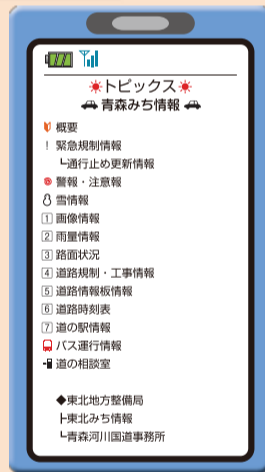 トピックス
青森みち情報
概要
! 緊急規制情報
┗通行止め更新情報
警報・注意報
雪情報
1 画像情報
2 雨量情報
3 路面状況
4 道路規制・工事情報
5 道路情報板情報
6 道路時刻表
7 道の駅情報
バス運行情報
道の相談室
◆東北地方整備局
┣東北みち情報
┗青森河川国道事務所